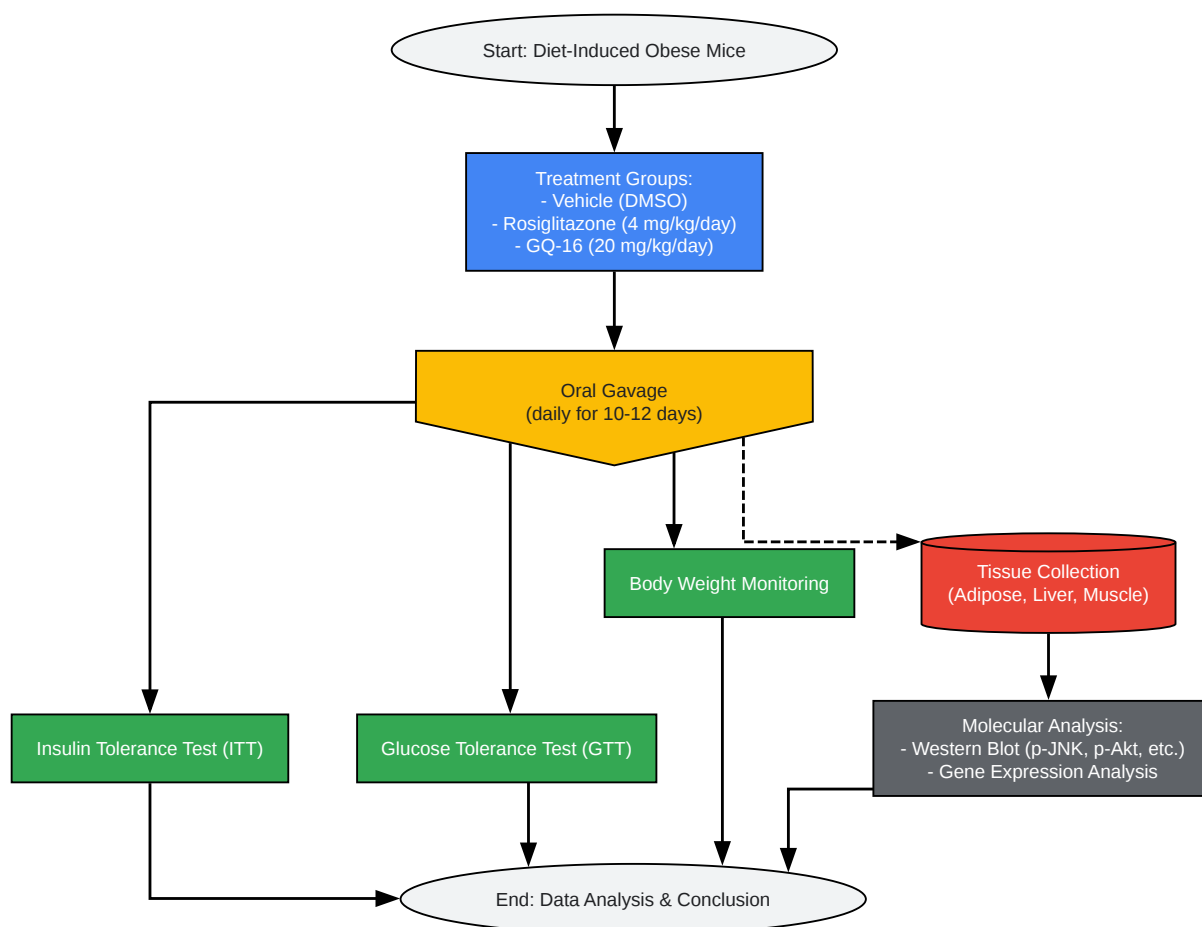 Start: Diet-Induced Obese Mice
Treatment Groups:
- Vehicle (DMSO)
- Rosiglitazone (4 mg/kg/day)
- GQ-16 (20 mg/kg/day)
Oral Gavage
(daily for 10-12 days)
Body Weight Monitoring
Tissue Collection
(Adipose, Liver, Muscle)
Insulin Tolerance Test (ITT)
Glucose Tolerance Test (GTT)
Molecular Analysis:
- Western Blot (p-JNK, p-Akt, etc.)
- Gene Expression Analysis
End: Data Analysis & Conclusion